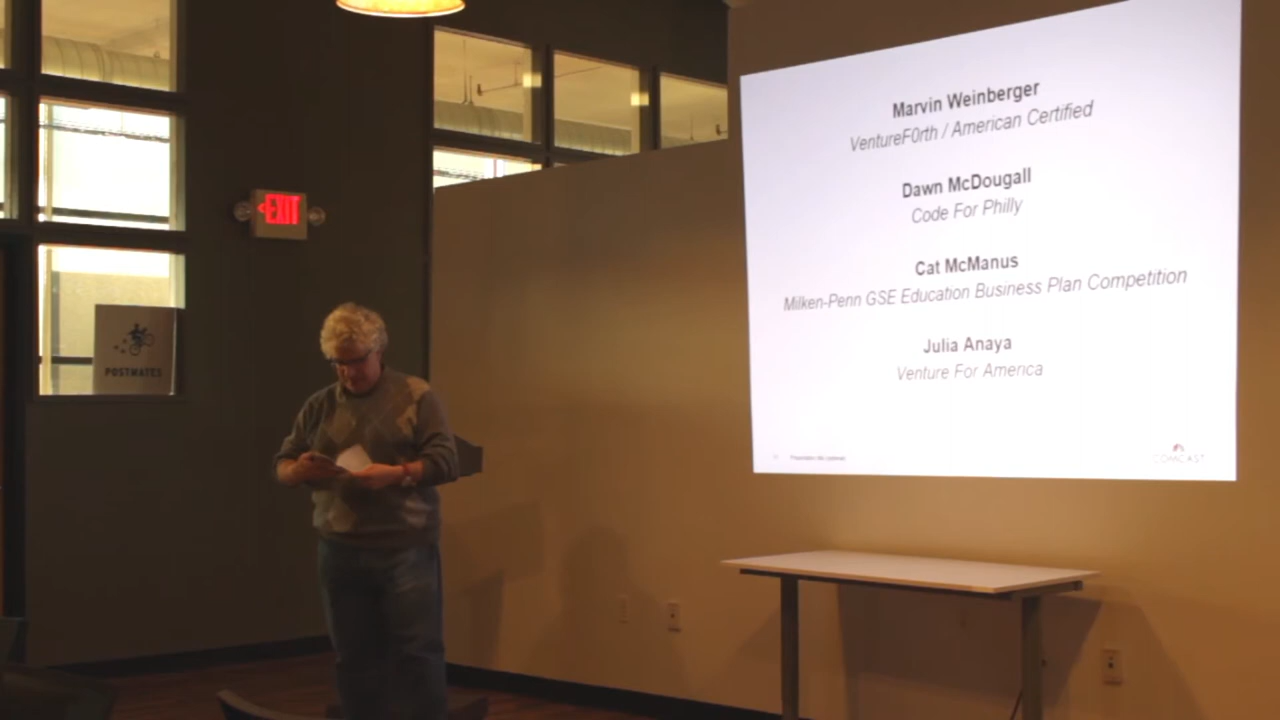 EXIT
POSTMATES
Marvin Weinberger
VentureF0rth / American Certified
Dawn McDougall
Code For Philly
Cat McManus
Milken-Penn GSE Education Business Plan Competition
Julia Anaya
Venture For America
COMCAST